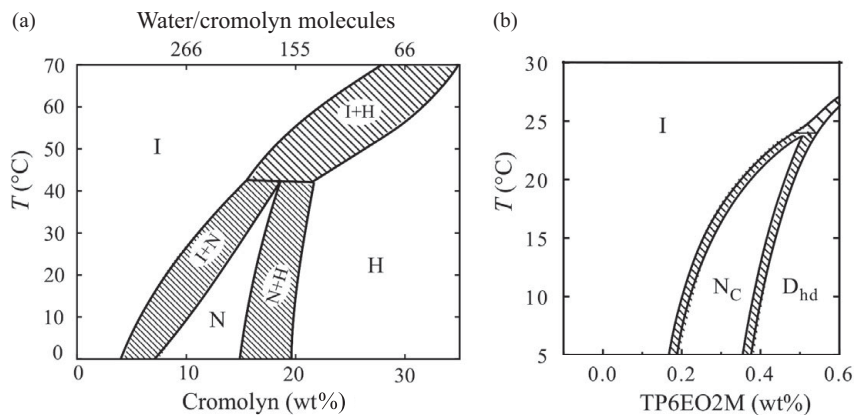 (a)
Water/cromolyn molecules
266 155 66
70
60
50
40
30
20
10
0
T (°C)
I
I+H
I+N
N+H
N
H
0 10 20 30
Cromolyn (wt%)
(b)
30
25
20
15
10
5
T (°C)
I
N_C
D_hd
0.0 0.2 0.4 0.6
TP6EO2M (wt%)